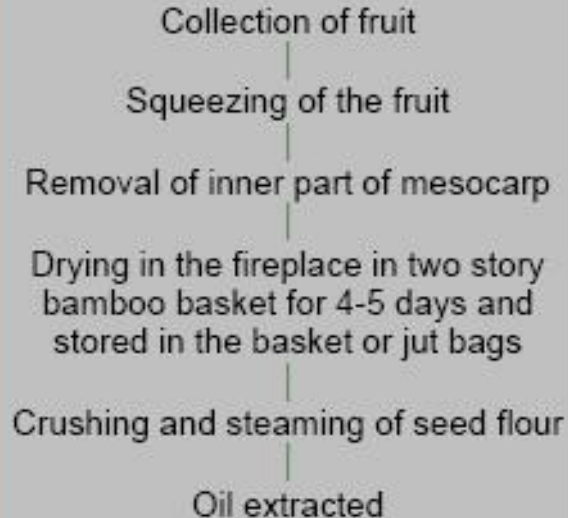 Collection of fruit
Squeezing of the fruit
Removal of inner part of mesocarp
Drying in the fireplace in two story
bamboo basket for 4-5 days and
stored in the basket or jut bags
Crushing and steaming of seed flour
Oil extracted